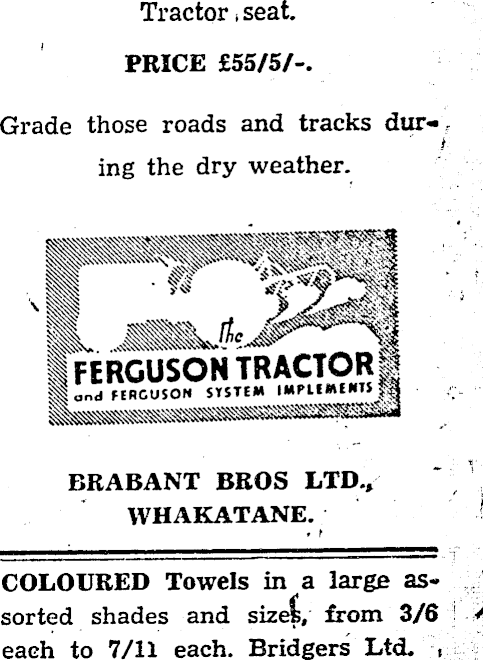 Tractor seat.
PRICE £55/5/-.
Grade those roads and tracks dur-
ing the dry weather.
The
FERGUSON TRACTOR
and FERGUSON SYSTEM IMPLEMENTS
BRABANT BROS LTD.,
WHAKATANE.
COLOURED Towels in a large as-
sorted shades and sizes, from 3/6
each to 7/11 each. Bridgers Ltd.